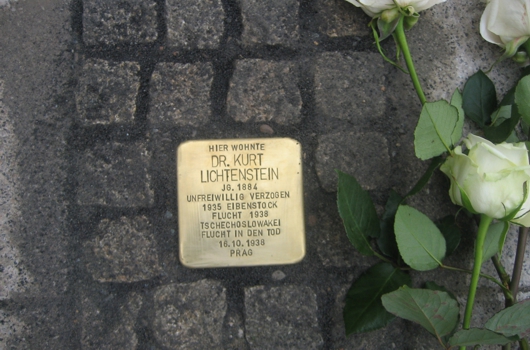 HIER WOHNTE
DR. KURT
LICHTENSTEIN
JG. 1884
UNFREIWILLIG VERZOGEN
1935 EIBENSTOCK
FLUCHT 1938
TSCHECHOSLOWAKEI
FLUCHT IN DEN TOD
16.10.1938
PRAG